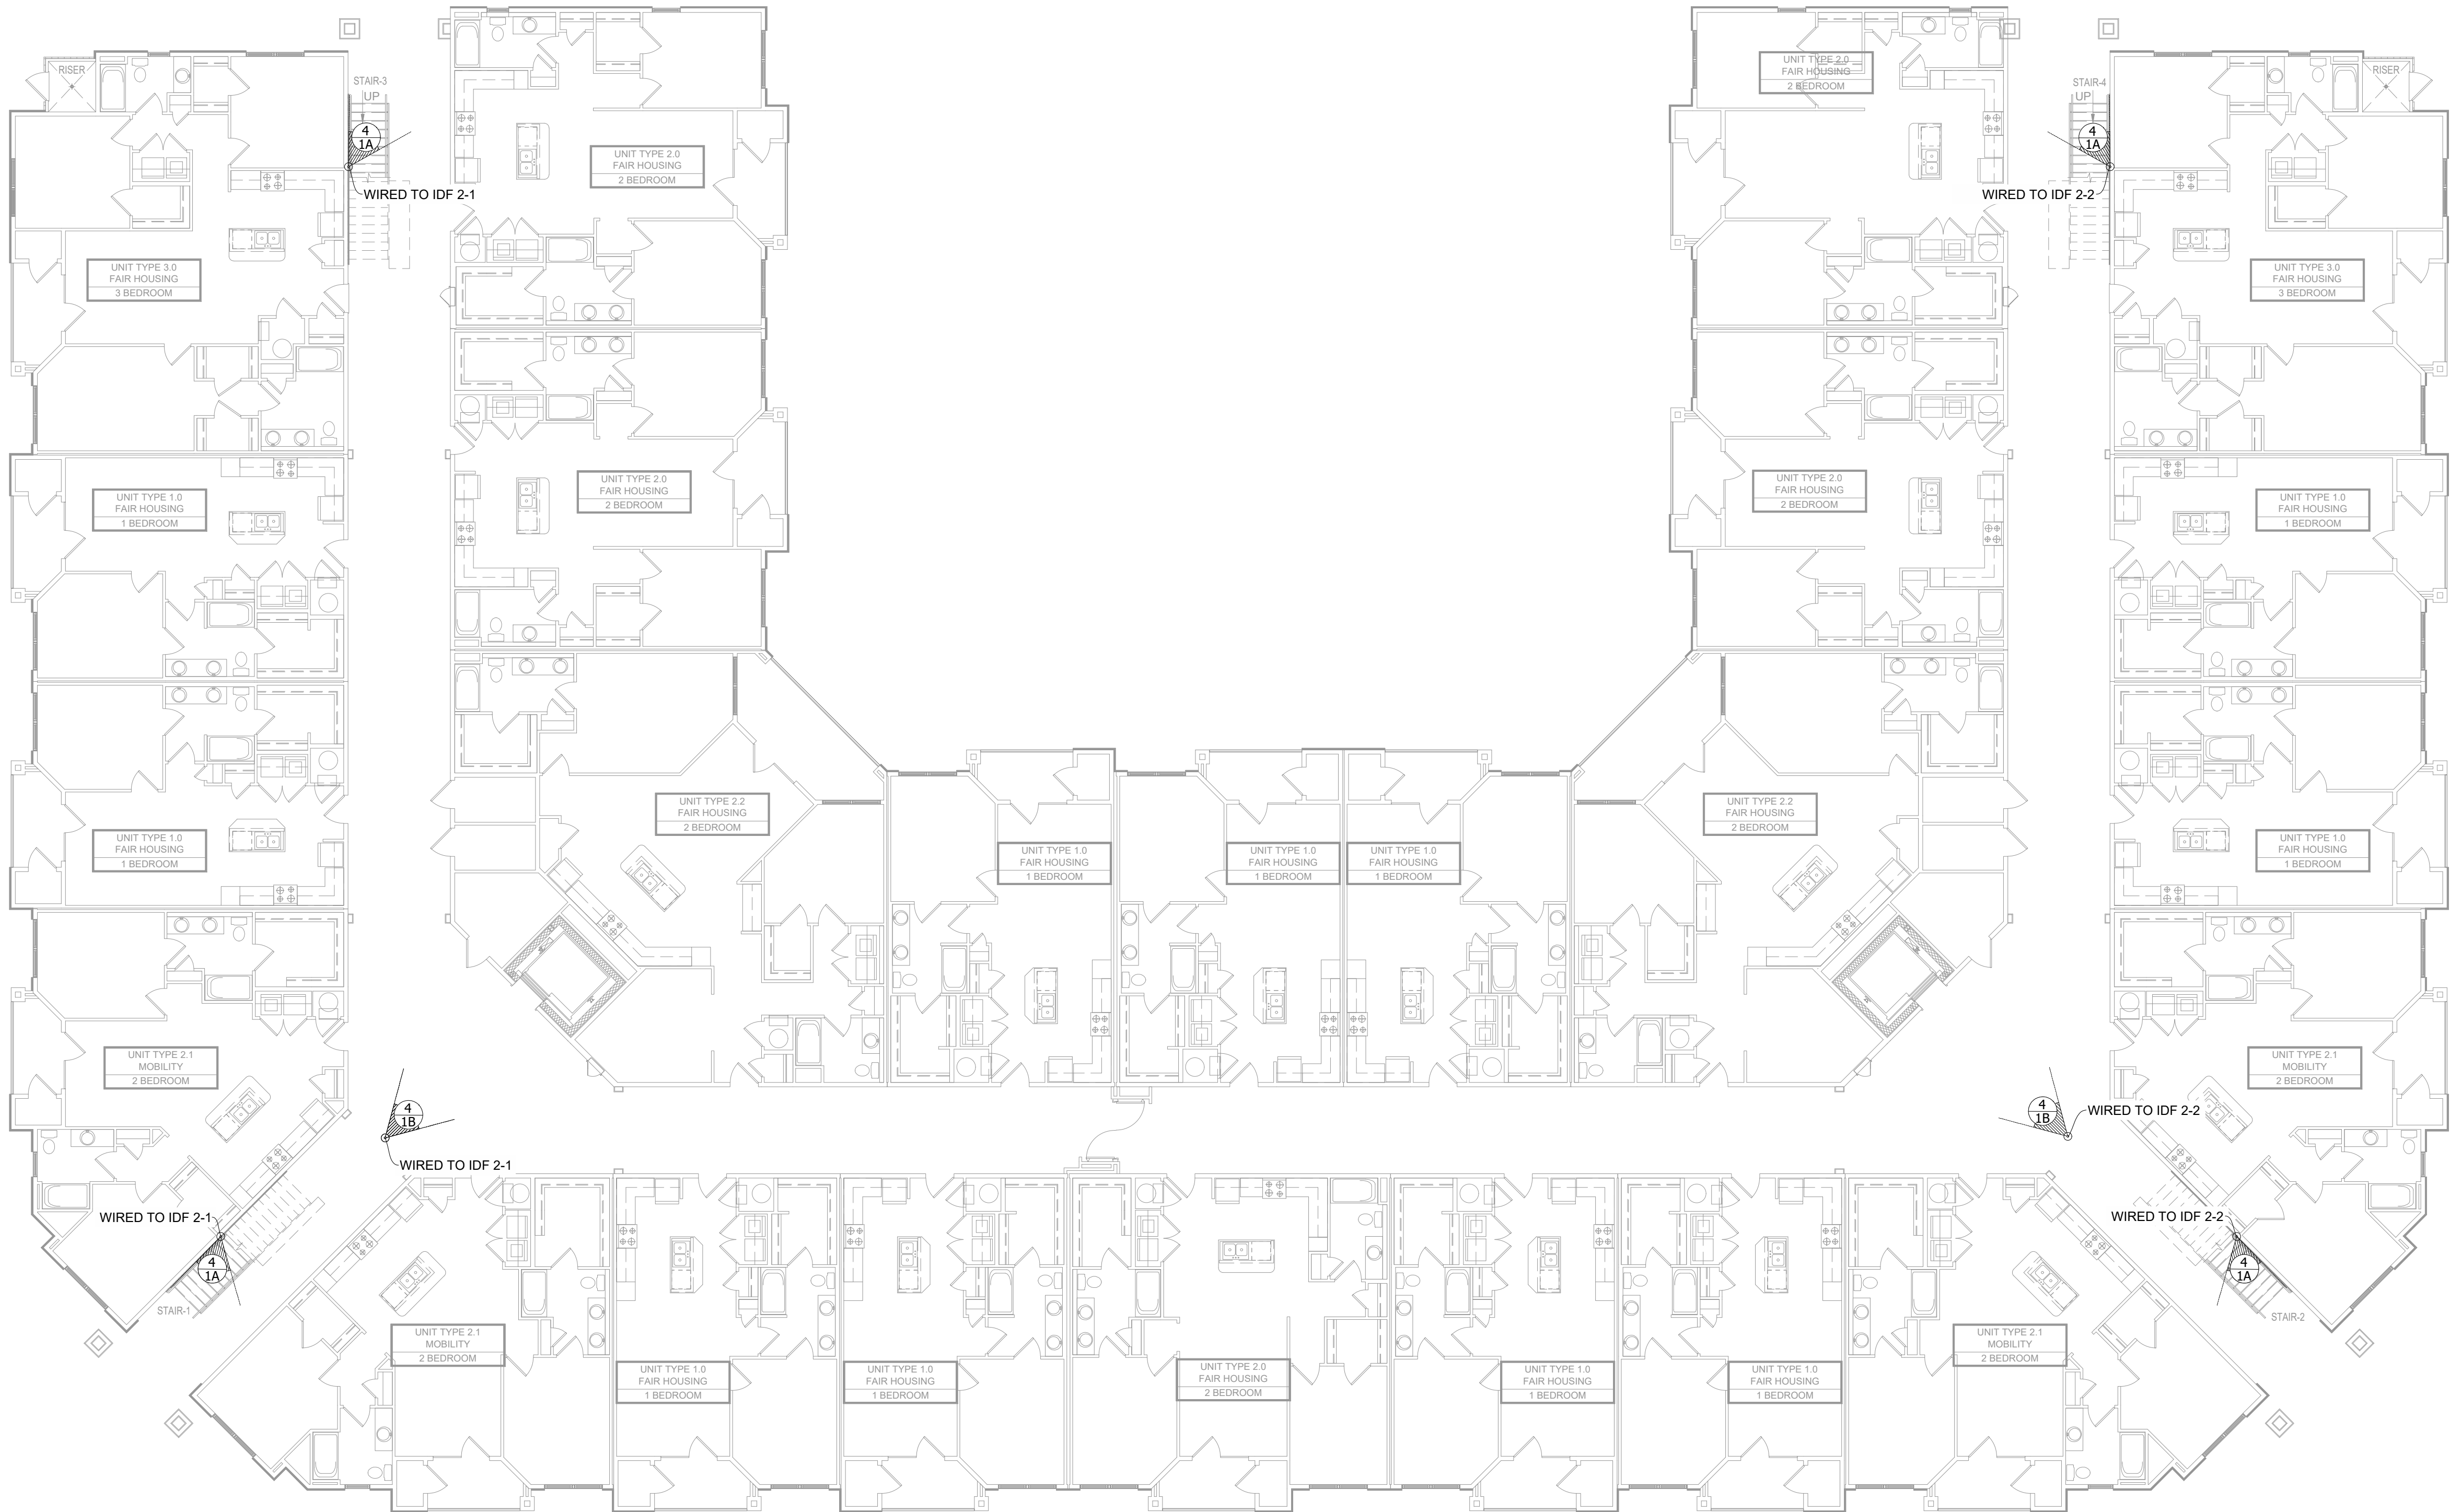 RISER
STAIR-3
UP
4
1A
WIRED TO IDF 2-1
UNIT TYPE 2.0
FAIR HOUSING
2 BEDROOM
UNIT TYPE 2.0
FAIR HOUSING
2 BEDROOM
STAIR-4
UP
4
1A
WIRED TO IDF 2-2
RISER
UNIT TYPE 3.0
FAIR HOUSING
3 BEDROOM
UNIT TYPE 3.0
FAIR HOUSING
3 BEDROOM
UNIT TYPE 1.0
FAIR HOUSING
1 BEDROOM
UNIT TYPE 2.0
FAIR HOUSING
2 BEDROOM
UNIT TYPE 2.0
FAIR HOUSING
2 BEDROOM
UNIT TYPE 1.0
FAIR HOUSING
1 BEDROOM
UNIT TYPE 1.0
FAIR HOUSING
1 BEDROOM
UNIT TYPE 2.2
FAIR HOUSING
2 BEDROOM
UNIT TYPE 1.0
FAIR HOUSING
1 BEDROOM
UNIT TYPE 1.0
FAIR HOUSING
1 BEDROOM
UNIT TYPE 1.0
FAIR HOUSING
1 BEDROOM
UNIT TYPE 2.2
FAIR HOUSING
2 BEDROOM
UNIT TYPE 1.0
FAIR HOUSING
1 BEDROOM
UNIT TYPE 2.1
MOBILITY
2 BEDROOM
UNIT TYPE 2.1
MOBILITY
2 BEDROOM
4
1B
WIRED TO IDF 2-1
4
1B
WIRED TO IDF 2-2
WIRED TO IDF 2-1
4
1A
STAIR-1
WIRED TO IDF 2-2
4
1A
STAIR-2
UNIT TYPE 2.1
MOBILITY
2 BEDROOM
UNIT TYPE 1.0
FAIR HOUSING
1 BEDROOM
UNIT TYPE 1.0
FAIR HOUSING
1 BEDROOM
UNIT TYPE 2.0
FAIR HOUSING
2 BEDROOM
UNIT TYPE 1.0
FAIR HOUSING
1 BEDROOM
UNIT TYPE 1.0
FAIR HOUSING
1 BEDROOM
UNIT TYPE 2.1
MOBILITY
2 BEDROOM